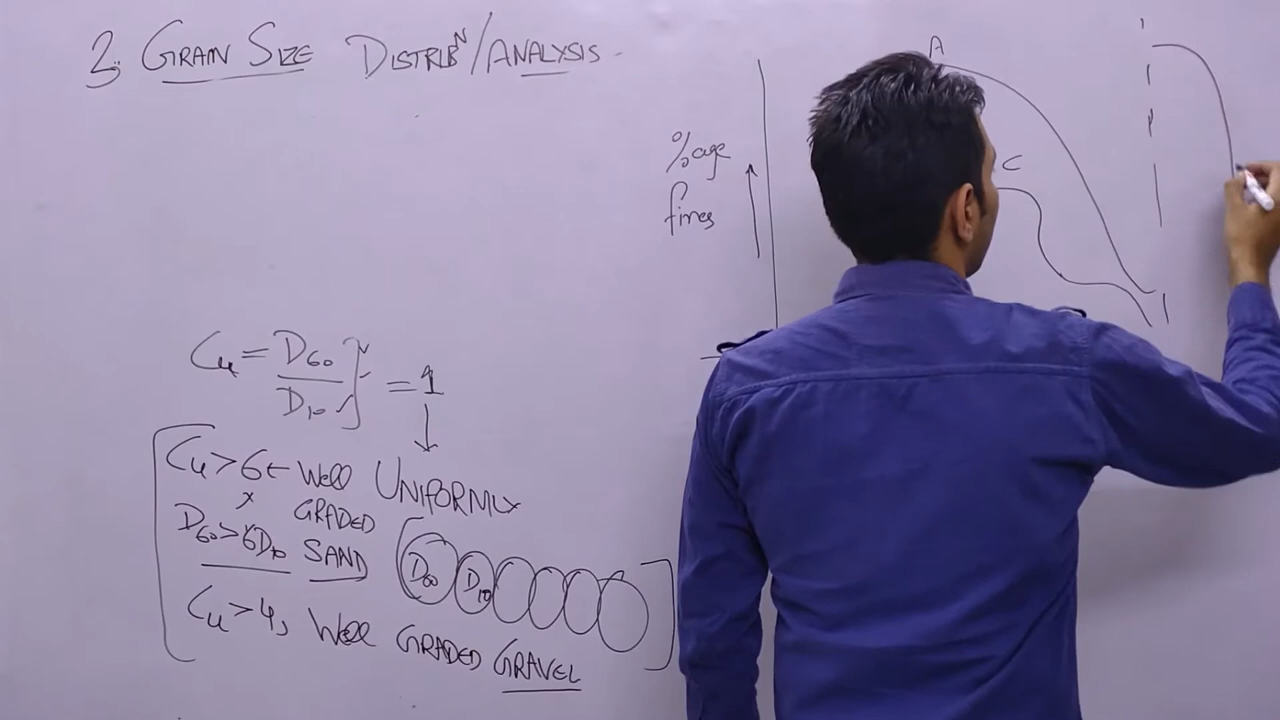 2. GRAIN SIZE DISTRIBN/ANALYSIS
A
%age
fines
C
Cu = D60 / D10 = 1
Cu > 6 ← Well GRADED SAND
UNIFORMLY
D60 > 6D10
D60 D10
Cu > 4, Well GRADED GRAVEL